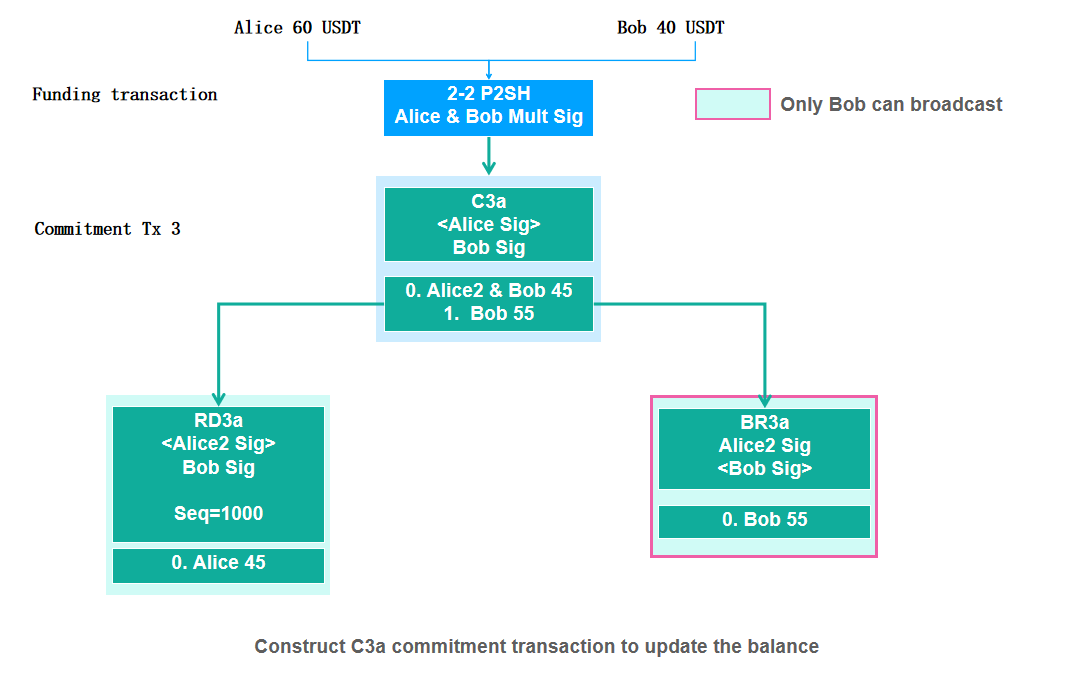 Alice 60 USDT
Bob 40 USDT
Funding transaction
2-2 P2SH
Alice & Bob Mult Sig
Only Bob can broadcast
Commitment Tx 3
C3a
<Alice Sig>
Bob Sig
0. Alice2 & Bob 45
1. Bob 55
RD3a
<Alice2 Sig>
Bob Sig
Seq=1000
0. Alice 45
BR3a
Alice2 Sig
<Bob Sig>
0. Bob 55
Construct C3a commitment transaction to update the balance